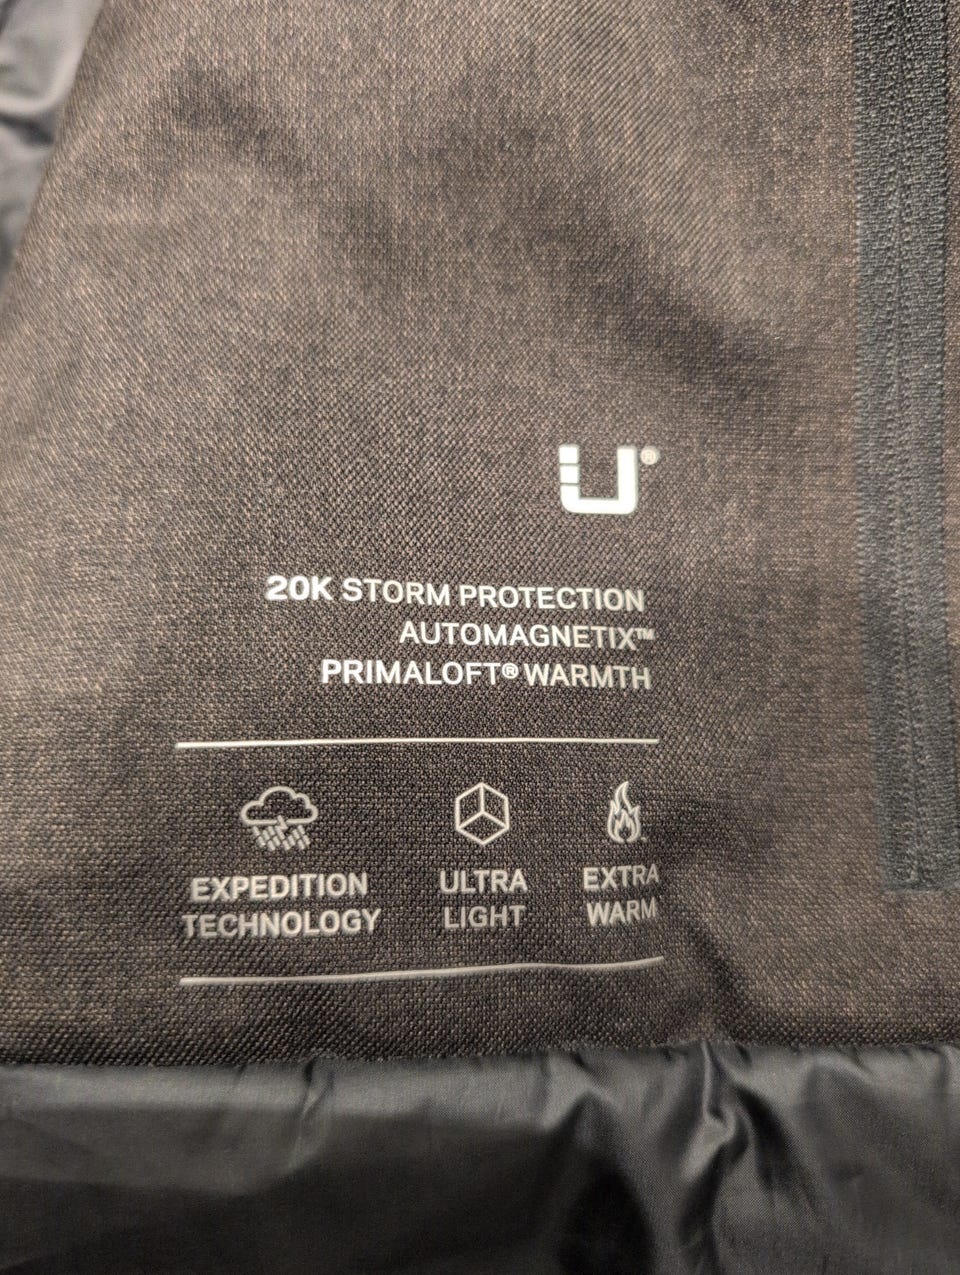 U®
20K STORM PROTECTION
AUTOMAGNETIX™
PRIMALOFT® WARMTH
EXPEDITION
TECHNOLOGY
ULTRA
LIGHT
EXTRA
WARM